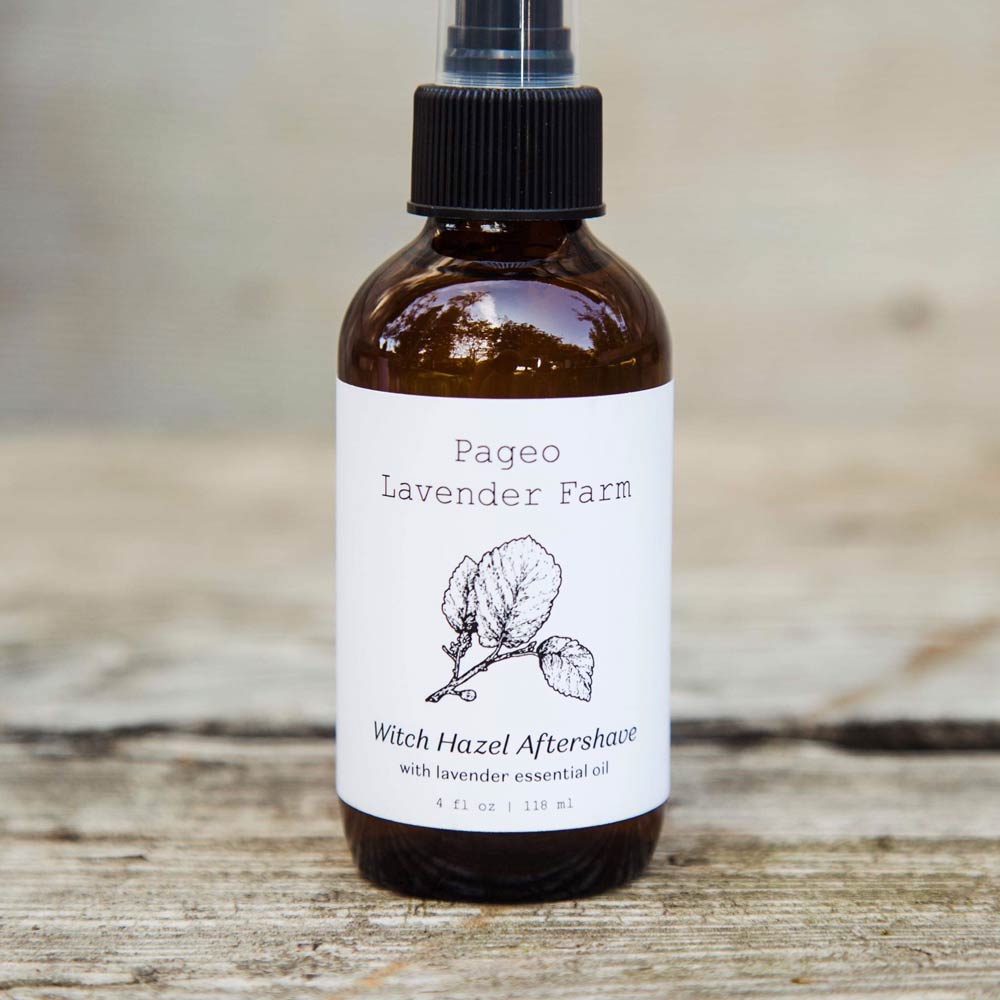 Pageo
Lavender Farm
Witch Hazel Aftershave
with lavender essential oil
4 fl oz | 118 ml